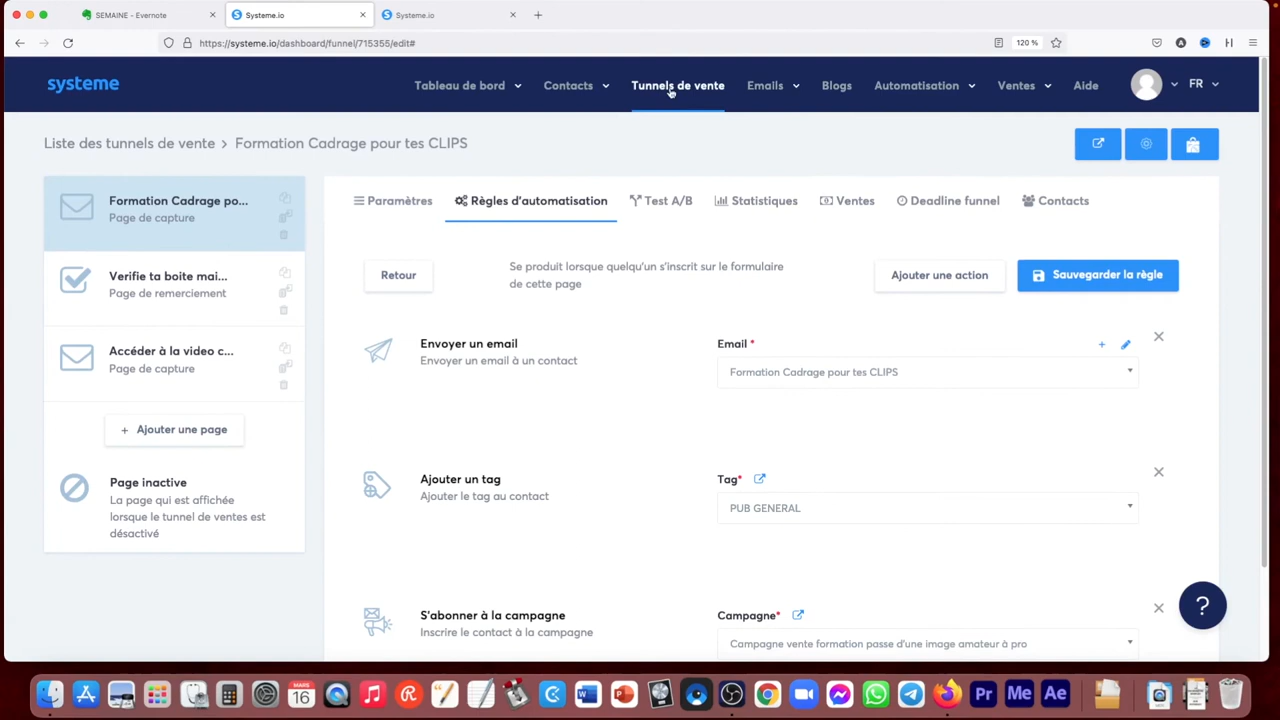 SEMAINE - Evernote
Systeme.io
Systeme.io
https://systeme.io/dashboard/funnel/715355/edit#
120 %
systeme
Tableau de bord
Contacts
Tunnels de vente
Emails
Blogs
Automatisation
Ventes
Aide
FR
Liste des tunnels de vente > Formation Cadrage pour tes CLIPS
Formation Cadrage po...
Page de capture
Verifie ta boite mai...
Page de remerciement
Accéder à la video c...
Page de capture
+ Ajouter une page
Page inactive
La page qui est affichée
lorsque le tunnel de ventes est
désactivé
Paramètres
Règles d'automatisation
Test A/B
Statistiques
Ventes
Deadline funnel
Contacts
Retour
Se produit lorsque quelqu'un s'inscrit sur le formulaire
de cette page
Ajouter une action
Sauvegarder la règle
Envoyer un email
Envoyer un email à un contact
Email *
Formation Cadrage pour tes CLIPS
Ajouter un tag
Ajouter le tag au contact
Tag*
PUB GENERAL
S'abonner à la campagne
Inscrire le contact à la campagne
Campagne*
Campagne vente formation passe d'une image amateur à pro
?
MARS
16
Pr
Me
Ae